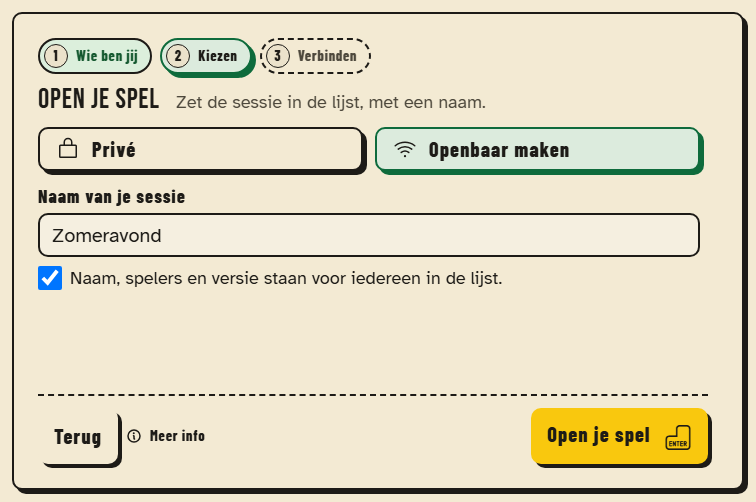 1 Wie ben jij 2 Kiezen 3 Verbinden
OPEN JE SPEL Zet de sessie in de lijst, met een naam.
Privé Openbaar maken
Naam van je sessie
Zomeravond
Naam, spelers en versie staan voor iedereen in de lijst.
Terug Meer info Open je spel ENTER